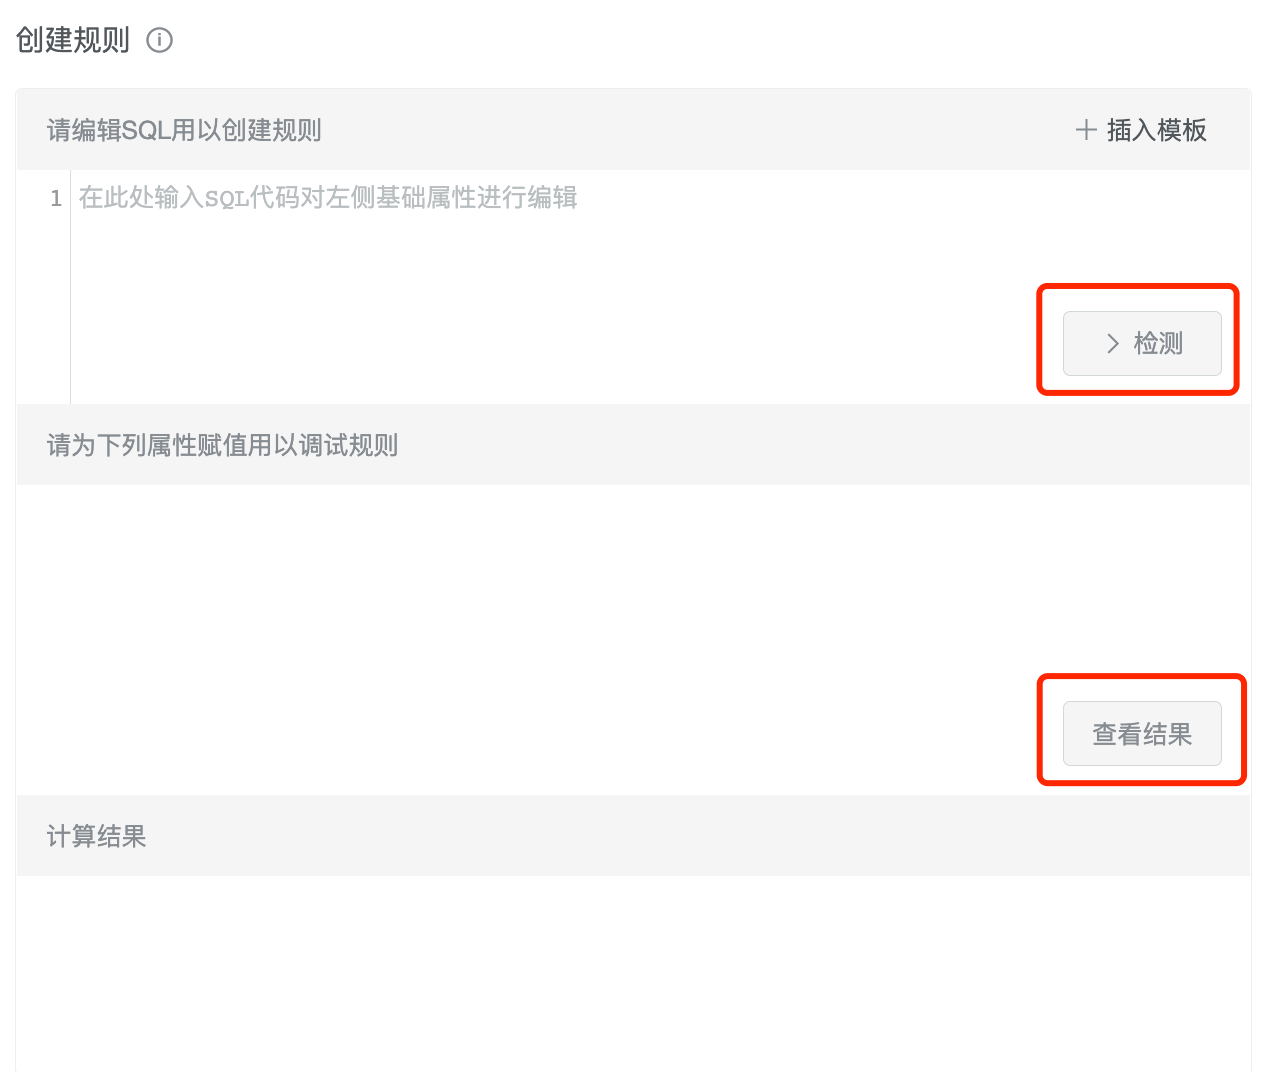 创建规则
请编辑SQL用以创建规则
插入模板
1 在此处输入SQL代码对左侧基础属性进行编辑
检测
请为下列属性赋值用以调试规则
查看结果
计算结果